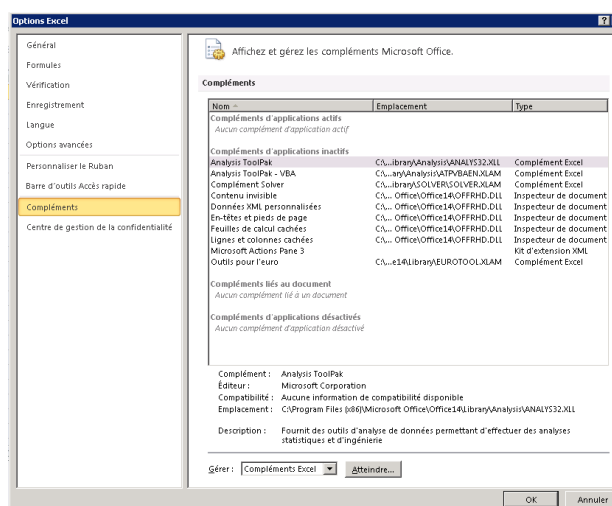 Options Excel
Général
Formules
Vérification
Enregistrement
Langue
Options avancées
Personnaliser le Ruban
Barre d'outils Accès rapide
Compléments
Centre de gestion de la confidentialité
Affichez et gérez les compléments Microsoft Office.
Compléments
Nom Emplacement Type
Compléments d'applications actifs
Aucun complément d'application actif
Compléments d'applications inactifs
Analysis ToolPak C:\...ibrary\Analysis\ANALYS32.XLL Complément Excel
Analysis ToolPak - VBA C:\...ary\Analysis\ATPVBAEN.XLAM Complément Excel
Complément Solver C:\...ibrary\SOLVER\SOLVER.XLAM Complément Excel
Contenu invisible C:\... Office\Office14\OFFRHD.DLL Inspecteur de document
Données XML personnalisées C:\... Office\Office14\OFFRHD.DLL Inspecteur de document
En-têtes et pieds de page C:\... Office\Office14\OFFRHD.DLL Inspecteur de document
Feuilles de calcul cachées C:\... Office\Office14\OFFRHD.DLL Inspecteur de document
Lignes et colonnes cachées C:\... Office\Office14\OFFRHD.DLL Inspecteur de document
Microsoft Actions Pane 3 Kit d'extension XML
Outils pour l'euro C:\...e14\Library\EUROTOOL.XLAM Complément Excel
Compléments liés au document
Aucun complément lié à un document
Compléments d'applications désactivés
Aucun complément d'application désactivé
Complément : Analysis ToolPak
Éditeur : Microsoft Corporation
Compatibilité : Aucune information de compatibilité disponible
Emplacement : C:\Program Files (x86)\Microsoft Office\Office14\Library\Analysis\ANALYS32.XLL
Description : Fournit des outils d'analyse de données permettant d'effectuer des analyses
statistiques et d'ingénierie
Gérer : Compléments Excel Atteindre...
OK Annuler